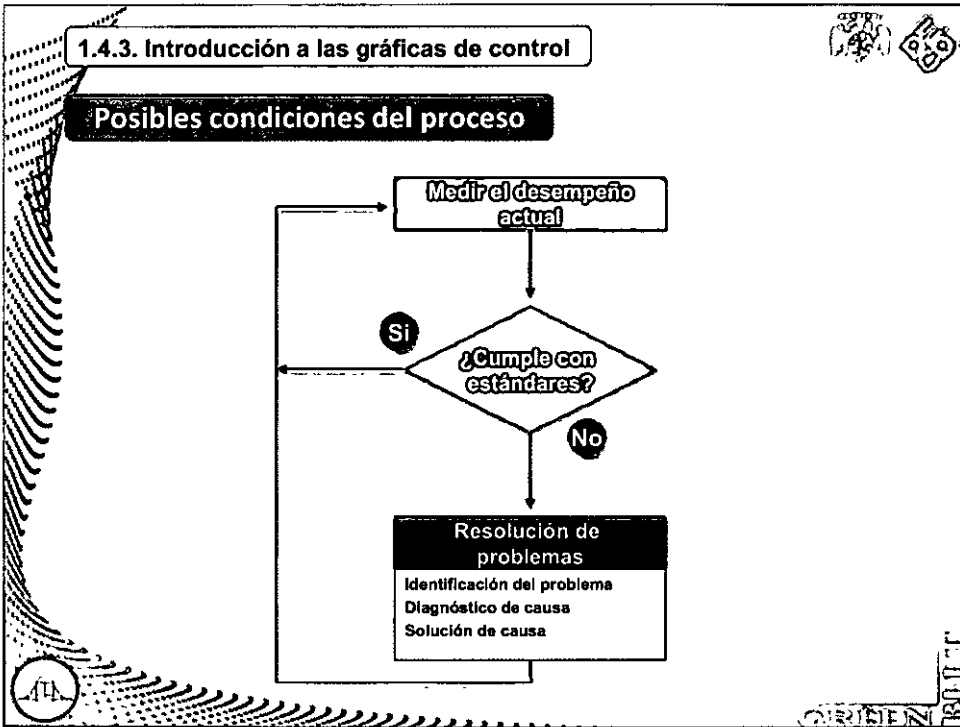 1.4.3. Introducción a las gráficas de control
Posibles condiciones del proceso
Medir el desempeño
actual
Si
¿Cumple con
estándares?
No
Resolución de
problemas
Identificación del problema
Diagnóstico de causa
Solución de causa